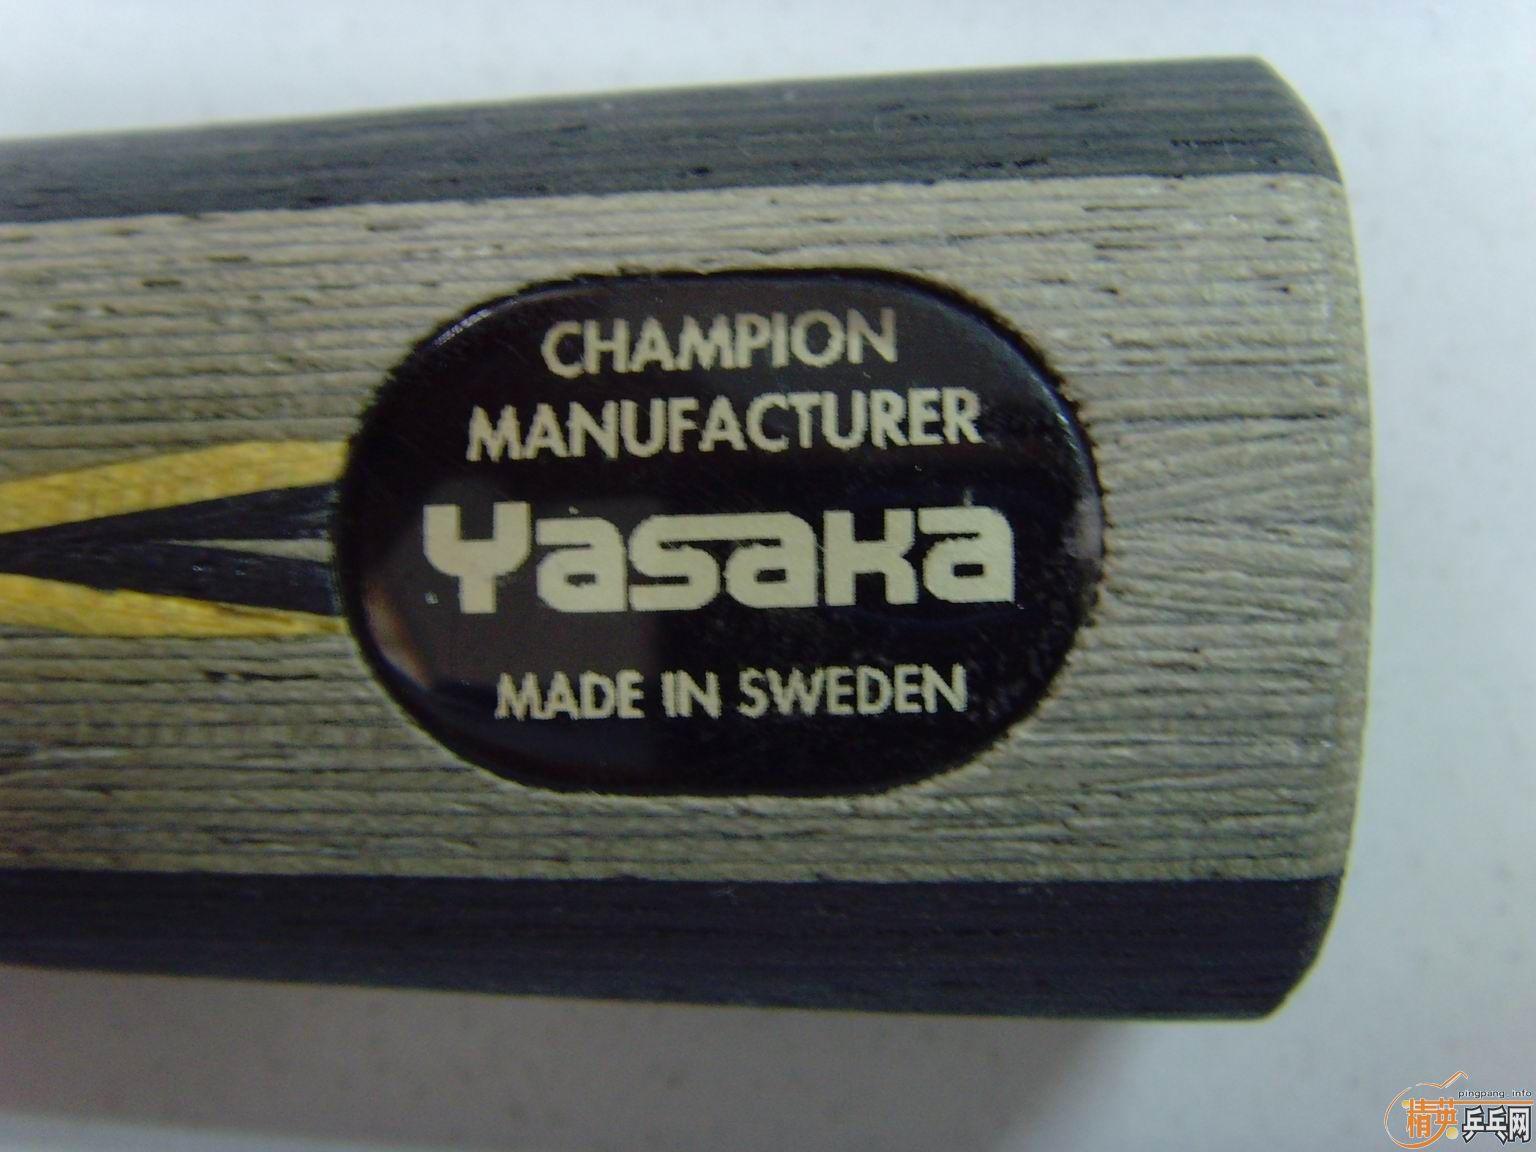 CHAMPION
MANUFACTURER
Yasaka
MADE IN SWEDEN
pingpang.info
精英乒乓网